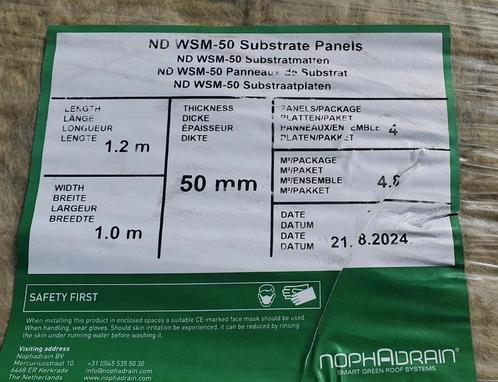 ND WSM-50 Substrate Panels
ND WSM-50 Substratmatten
ND WSM-50 Panneaux de Substrat
ND WSM-50 Substraatplaten
LENGTH
LÄNGE
LONGUEUR
LENGTE
1.2 m
WIDTH
BREITE
LARGEUR
BREEDTE
1.0 m
THICKNESS
DICKE
ÉPAISSEUR
DIKTE
50 mm
PANELS/PACKAGE
PLATTEN/PAKET
PANNEAUX/EN EMBLE
PLATEN/PAKKET
4
M²/PACKAGE
M²/PAKET
M²/ENSEMBLE
M²/PAKKET
4.8
DATE
DATUM
DATE
DATUM
21.8.2024
SAFETY FIRST
When installing this product in enclosed spaces a suitable CE-marked face mask should be used.
When handling, wear gloves. Should skin irritation be experienced, it can be reduced by rinsing
the skin under running water before washing it.
Visiting address
Nophadrain BV
Mercuriusstraat 10
6468 ER Kerkrade
The Netherlands
+31 (0)45 535 50 30
www.nophadrain.com
www.nophadrain.com
NOPHADRAIN®
SMART GREEN ROOF SYSTEMS